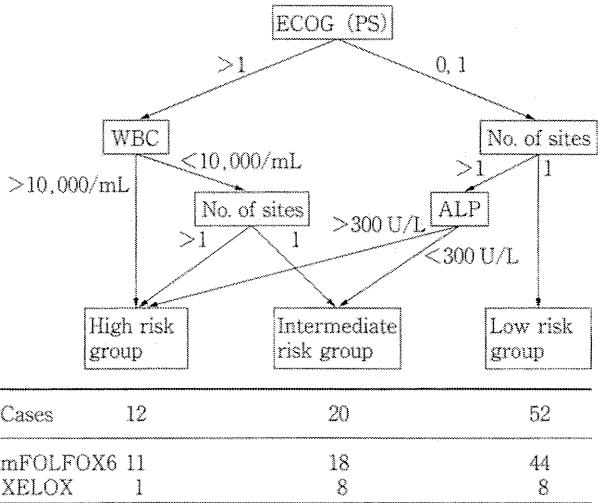 ECOG (PS)
>1
0, 1
WBC
No. of sites
<10,000/mL
>1
1
>10,000/mL
No. of sites
ALP
>300 U/L
>1
1
<300 U/L
High risk
group
Intermediate
risk group
Low risk
group
Cases 12 20 52
mFOLFOX6 11 18 44
XELOX 1 8 8